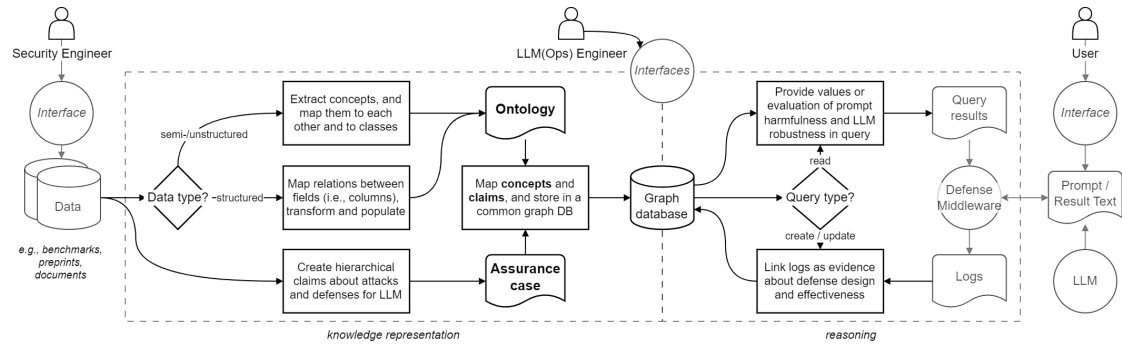 Security Engineer
LLM(Ops) Engineer
User
Interface
Interfaces
Interface
Data
e.g., benchmarks,
preprints,
documents
Data type?
semi-/unstructured
structured
Extract concepts, and
map them to each
other and to classes
Map relations between
fields (i.e., columns),
transform and populate
Create hierarchical
claims about attacks
and defenses for LLM
Ontology
Map concepts and
claims, and store in a
common graph DB
Assurance
case
Graph
database
Provide values or
evaluation of prompt
harmfulness and LLM
robustness in query
read
Query type?
create / update
Link logs as evidence
about defense design
and effectiveness
Query
results
Defense
Middleware
Logs
Prompt /
Result Text
LLM
knowledge representation
reasoning